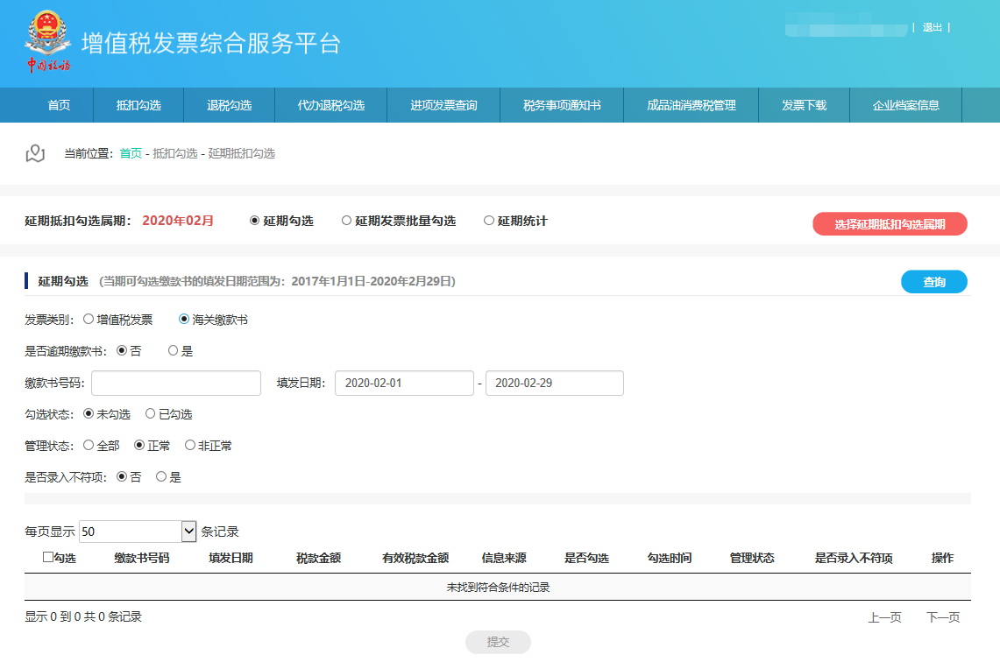 中国税务
增值税发票综合服务平台
| 退出 |
首页 抵扣勾选 退税勾选 代办退税勾选 进项发票查询 税务事项通知书 成品油消费税管理 发票下载 企业档案信息
当前位置：首页 - 抵扣勾选 - 延期抵扣勾选
延期抵扣勾选属期： 2020年02月 延期勾选 延期发票批量勾选 延期统计 选择延期抵扣勾选属期
延期勾选 (当期可勾选缴款书的填发日期范围为：2017年1月1日-2020年2月29日) 查询
发票类别: 增值税发票 海关缴款书
是否逾期缴款书: 否 是
缴款书号码: 填发日期: 2020-02-01 - 2020-02-29
勾选状态: 未勾选 已勾选
管理状态: 全部 正常 非正常
是否录入不符项: 否 是
每页显示 50 条记录
勾选 缴款书号码 填发日期 税款金额 有效税款金额 信息来源 是否勾选 勾选时间 管理状态 是否录入不符项 操作
未找到符合条件的记录
显示 0 到 0 共 0 条记录 上一页 下一页
提交